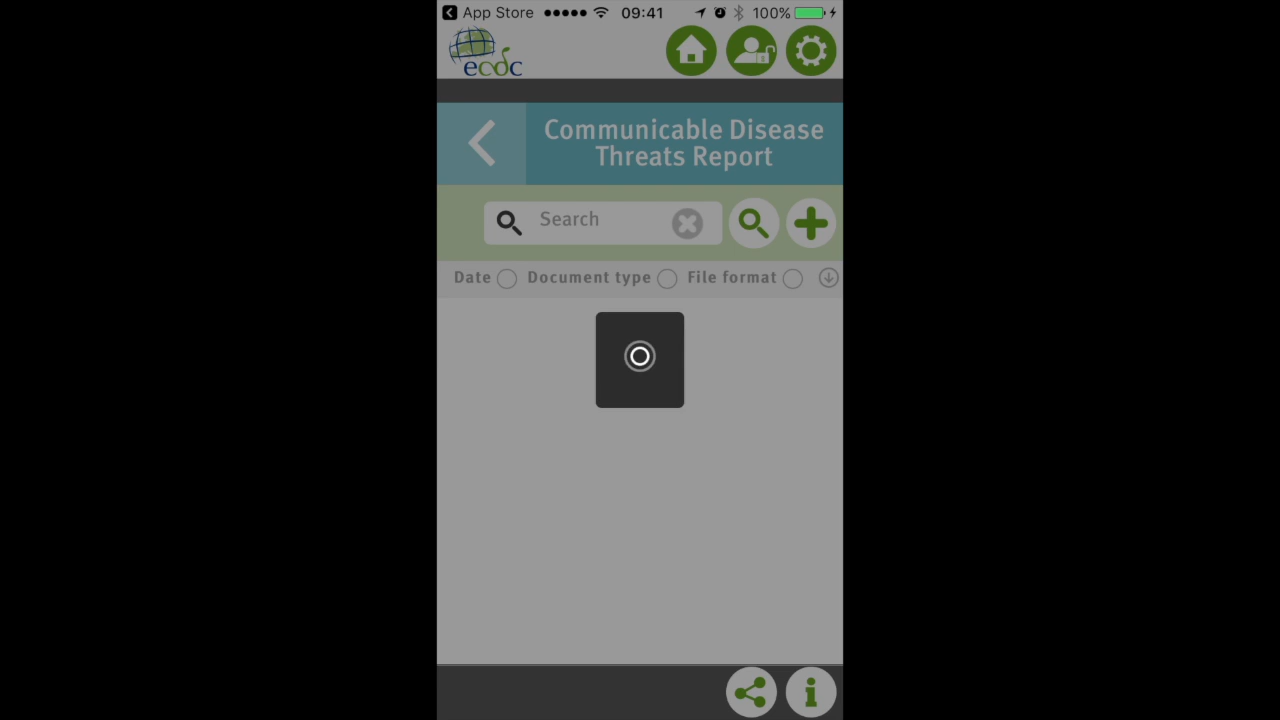 App Store 09:41 100%
ecdc
Communicable Disease
Threats Report
Search
Date Document type File format